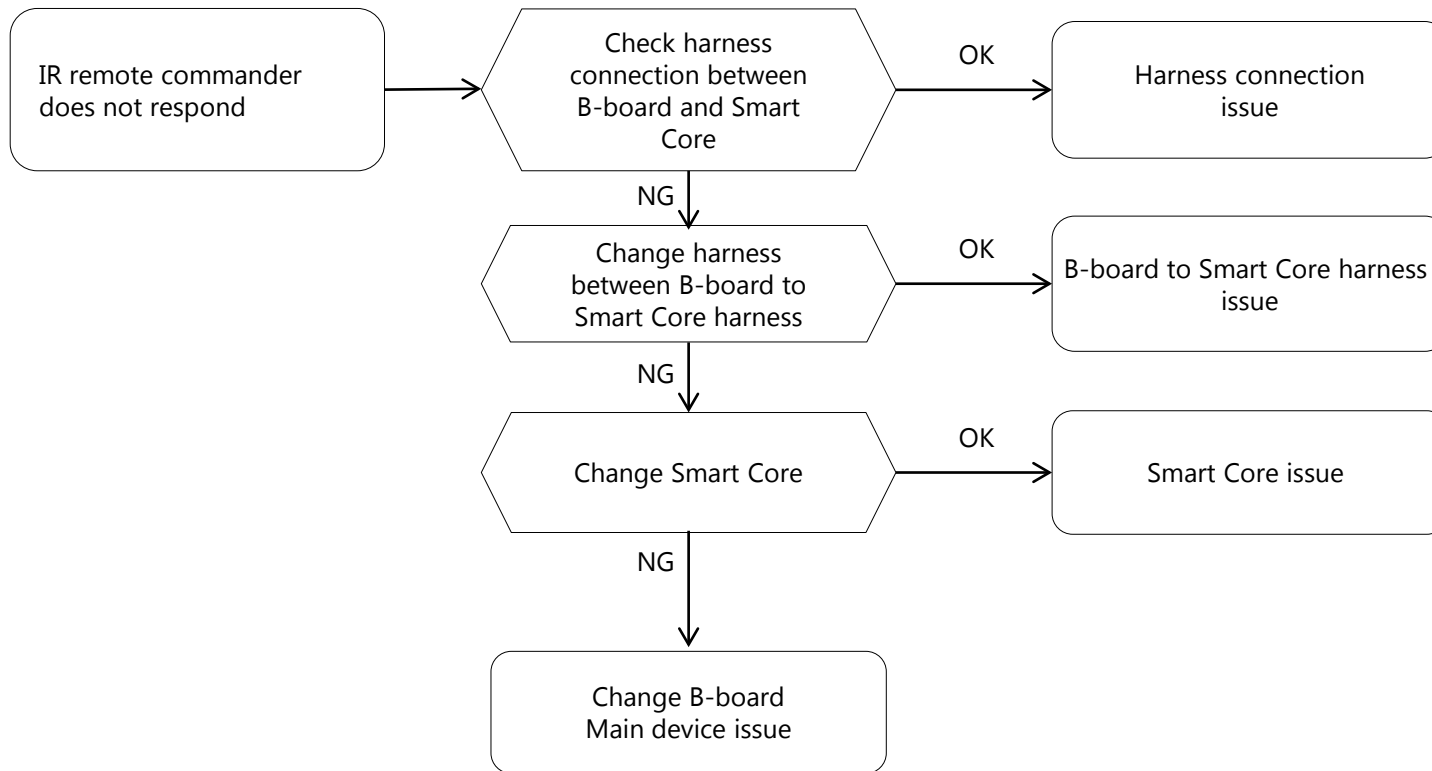 IR remote commander
does not respond
Check harness
connection between
B-board and Smart
Core
OK
Harness connection
issue
NG
Change harness
between B-board to
Smart Core harness
OK
B-board to Smart Core harness
issue
NG
Change Smart Core
OK
Smart Core issue
NG
Change B-board
Main device issue